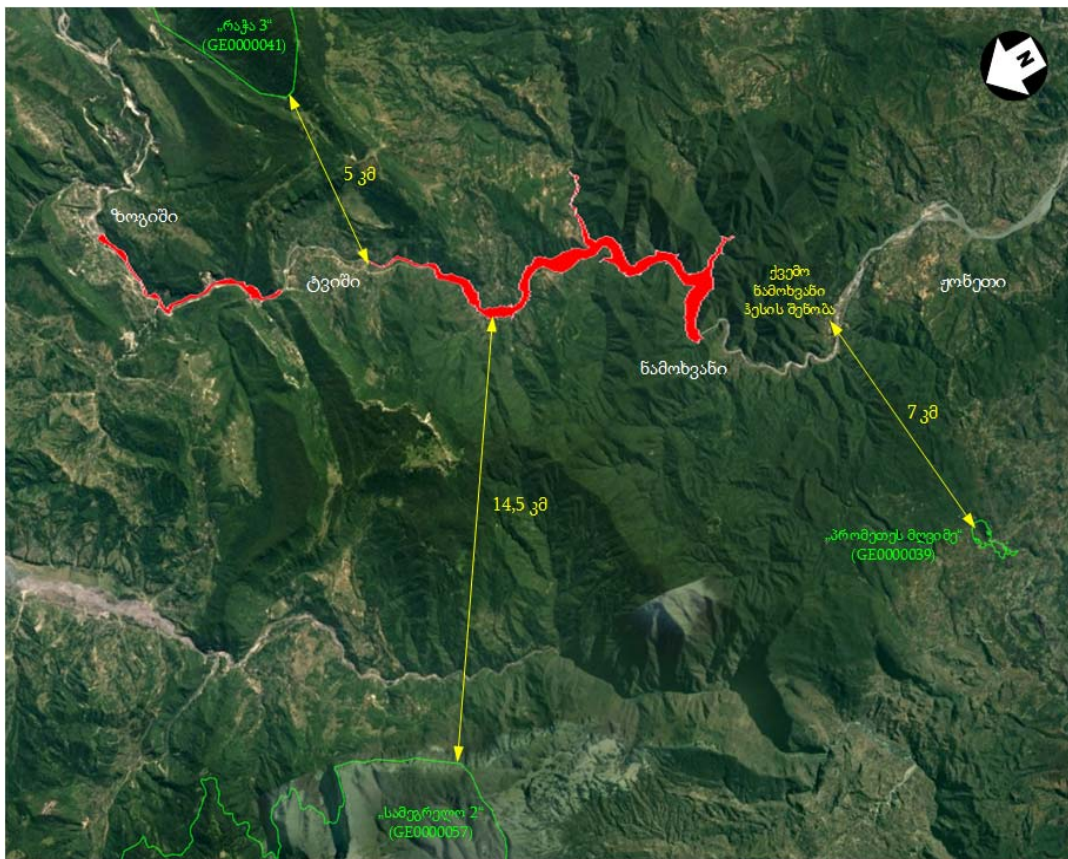 „რაჭა 3“
(GE0000041)
N
5 კმ
ზოგიში
ტვიში
ქვემო
ნამოხვანი
ჰესის შენობა
ჟონეთი
ნამოხვანი
7 კმ
14,5 კმ
„პრომეთეს მღვიმე“
(GE0000039)
„სამეგრელო 2“
(GE0000057)